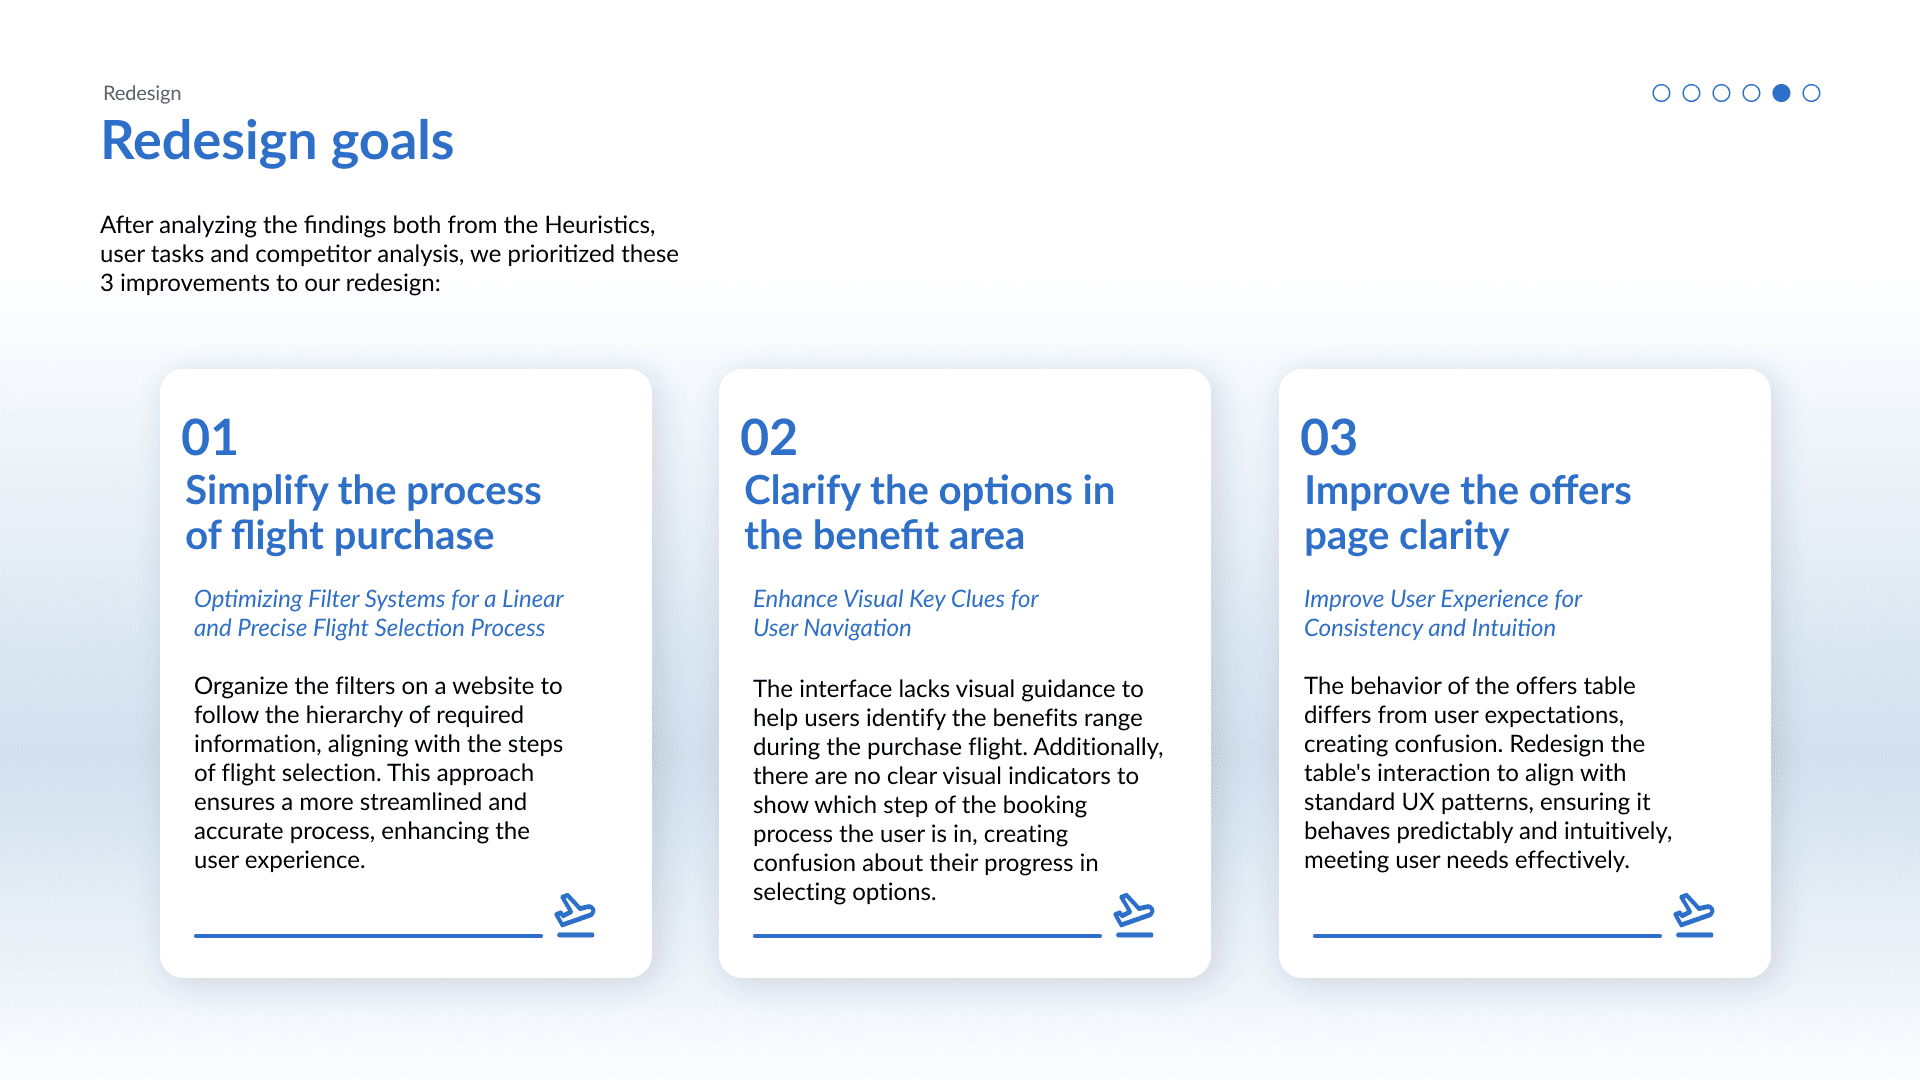 Redesign
Redesign goals
After analyzing the findings both from the Heuristics,
user tasks and competitor analysis, we prioritized these
3 improvements to our redesign:
01
Simplify the process
of flight purchase
Optimizing Filter Systems for a Linear
and Precise Flight Selection Process
Organize the filters on a website to
follow the hierarchy of required
information, aligning with the steps
of flight selection. This approach
ensures a more streamlined and
accurate process, enhancing the
user experience.
02
Clarify the options in
the benefit area
Enhance Visual Key Clues for
User Navigation
The interface lacks visual guidance to
help users identify the benefits range
during the purchase flight. Additionally,
there are no clear visual indicators to
show which step of the booking
process the user is in, creating
confusion about their progress in
selecting options.
03
Improve the offers
page clarity
Improve User Experience for
Consistency and Intuition
The behavior of the offers table
differs from user expectations,
creating confusion. Redesign the
table's interaction to align with
standard UX patterns, ensuring it
behaves predictably and intuitively,
meeting user needs effectively.